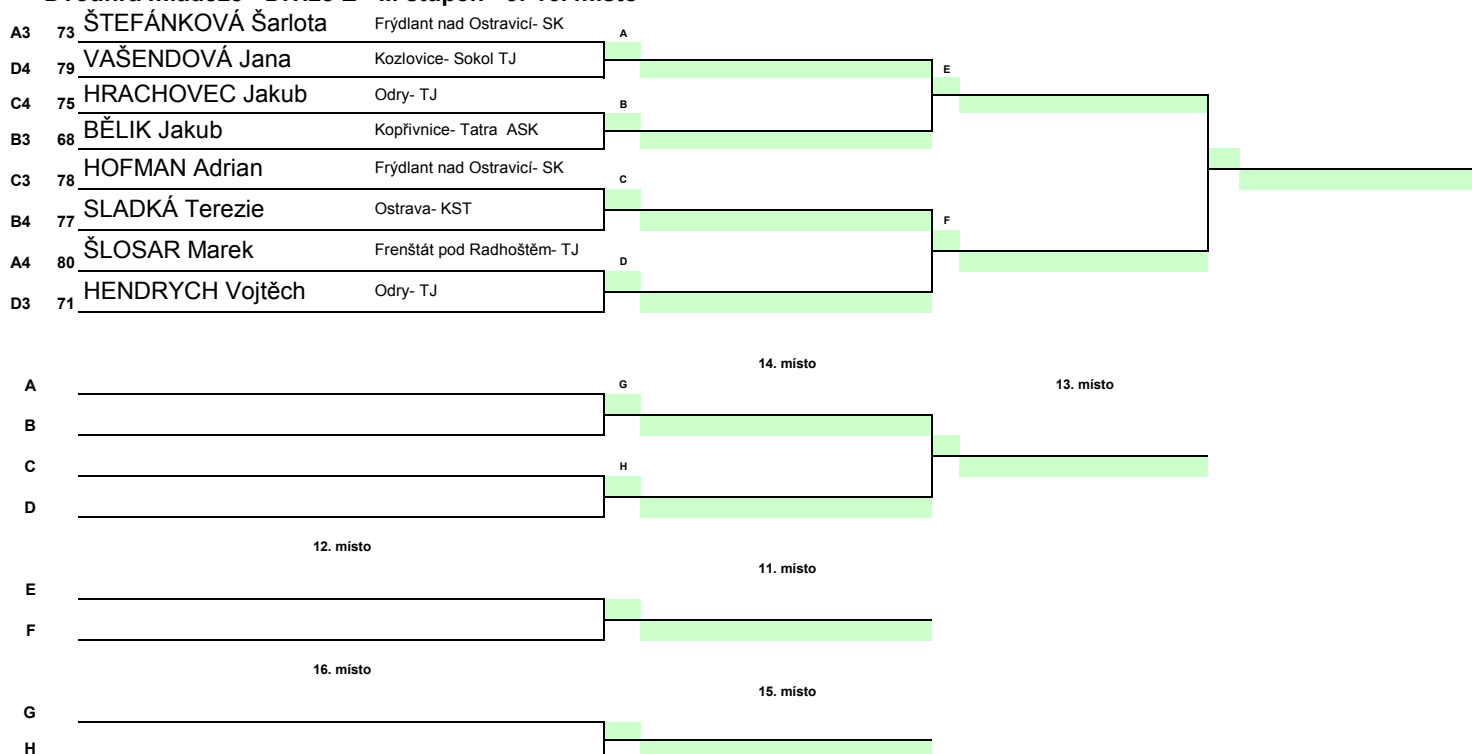 A3 73 ŠTEFÁNKOVÁ Šarlota Frýdlant nad Ostravicí- SK A
D4 79 VAŠENDOVÁ Jana Kozlovice- Sokol TJ E
C4 75 HRACHOVEC Jakub Odry- TJ B
B3 68 BĚLIK Jakub Kopřivnice- Tatra ASK
C3 78 HOFMAN Adrian Frýdlant nad Ostravicí- SK C
B4 77 SLADKÁ Terezie Ostrava- KST F
A4 80 ŠLOSAR Marek Frenštát pod Radhoštěm- TJ D
D3 71 HENDRYCH Vojtěch Odry- TJ
14. místo
A G 13. místo
B
C H
D
12. místo
11. místo
E
F
16. místo
15. místo
G
H